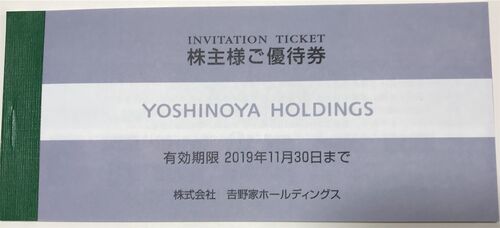 INVITATION TICKET
株主様ご優待券
YOSHINOYA HOLDINGS
有効期限 2019年11月30日まで
株式会社 𠮷野家ホールディングス